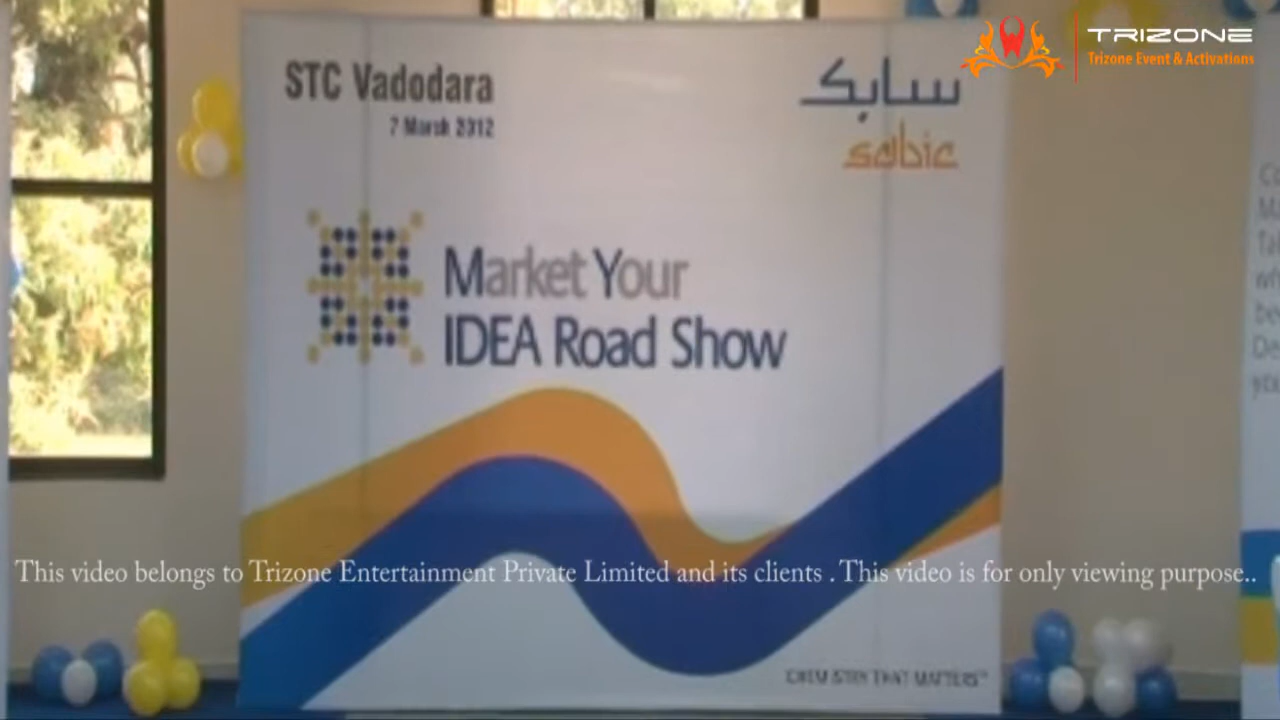 TRIZONE
Trizone Event & Activations
STC Vadodara
7 March 2012
سابك
sabic
Market Your
IDEA Road Show
This video belongs to Trizone Entertainment Private Limited and its clients . This video is for only viewing purpose..
CHEMISTRY THAT MATTERS™